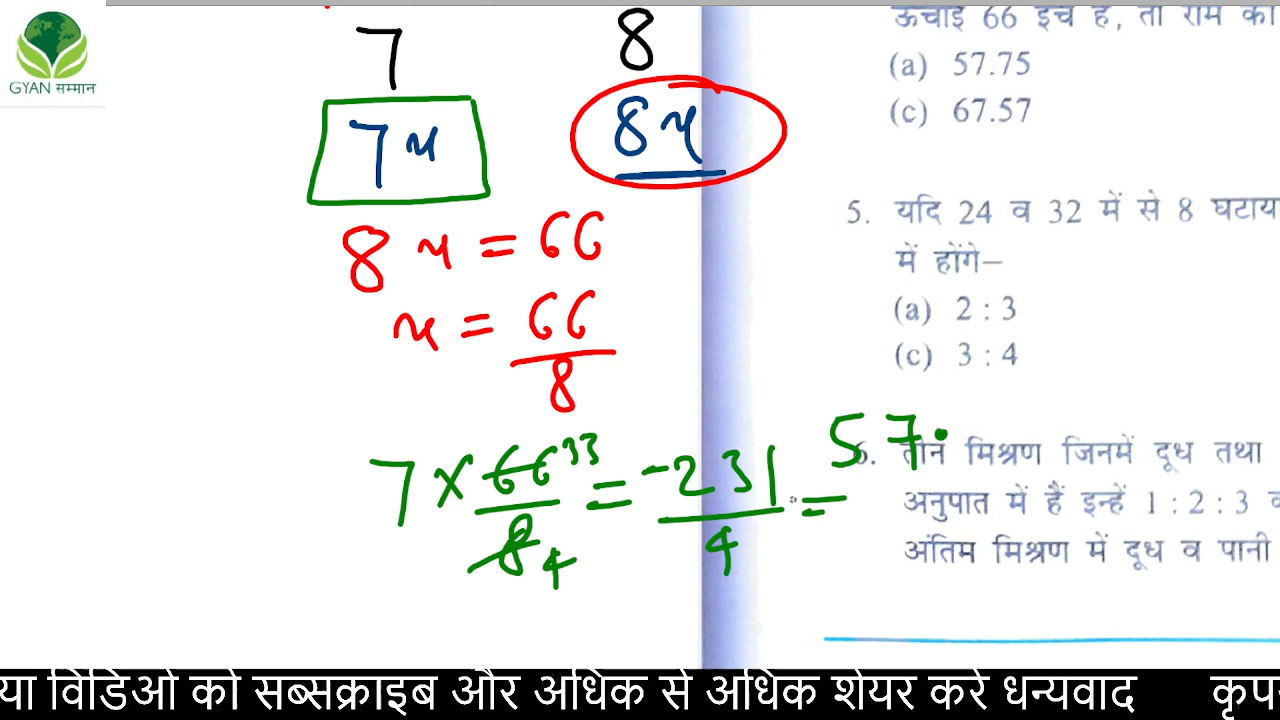 GYAN सम्मान
7 8
7x 8x
8x = 66
x = 66
8
7 × 66 33 = 231 = 57.
8 4 4
ऊंचाई 66 इंच है, तो राम की
(a) 57.75
(c) 67.57
5. यदि 24 व 32 में से 8 घटाया
में होंगे–
(a) 2 : 3
(c) 3 : 4
6. तीन मिश्रण जिनमें दूध तथा
अनुपात में हैं इन्हें 1 : 2 : 3
अंतिम मिश्रण में दूध व पानी
या विडिओ को सब्सक्राइब और अधिक से अधिक शेयर करे धन्यवाद कृप